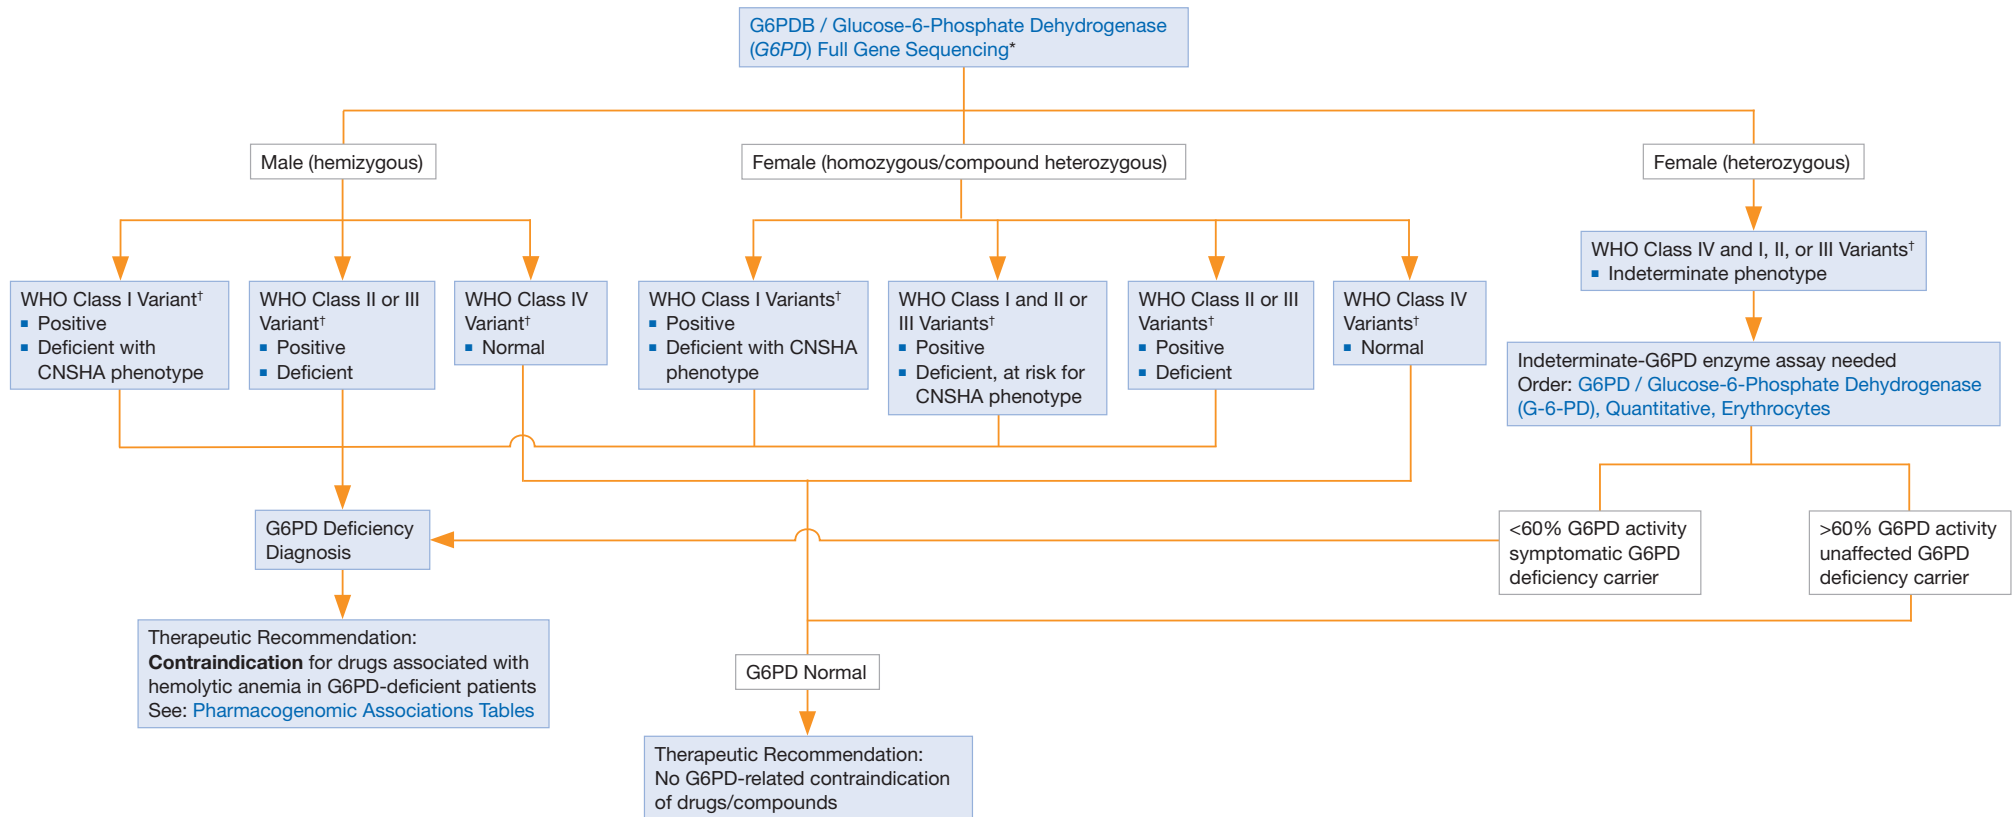 G6PDB / Glucose-6-Phosphate Dehydrogenase
(G6PD) Full Gene Sequencing*
Male (hemizygous)
Female (homozygous/compound heterozygous)
Female (heterozygous)
WHO Class I Variant†
▪ Positive
▪ Deficient with
CNSHA phenotype
WHO Class II or III
Variant†
▪ Positive
▪ Deficient
WHO Class IV
Variant†
▪ Normal
WHO Class I Variants†
▪ Positive
▪ Deficient with CNSHA
phenotype
WHO Class I and II or
III Variants†
▪ Positive
▪ Deficient, at risk for
CNSHA phenotype
WHO Class II or III
Variants†
▪ Positive
▪ Deficient
WHO Class IV
Variants†
▪ Normal
WHO Class IV and I, II, or III Variants†
▪ Indeterminate phenotype
Indeterminate-G6PD enzyme assay needed
Order: G6PD / Glucose-6-Phosphate Dehydrogenase
(G-6-PD), Quantitative, Erythrocytes
<60% G6PD activity
symptomatic G6PD
deficiency carrier
>60% G6PD activity
unaffected G6PD
deficiency carrier
G6PD Deficiency
Diagnosis
Therapeutic Recommendation:
Contraindication for drugs associated with
hemolytic anemia in G6PD-deficient patients
See: Pharmacogenomic Associations Tables
G6PD Normal
Therapeutic Recommendation:
No G6PD-related contraindication
of drugs/compounds